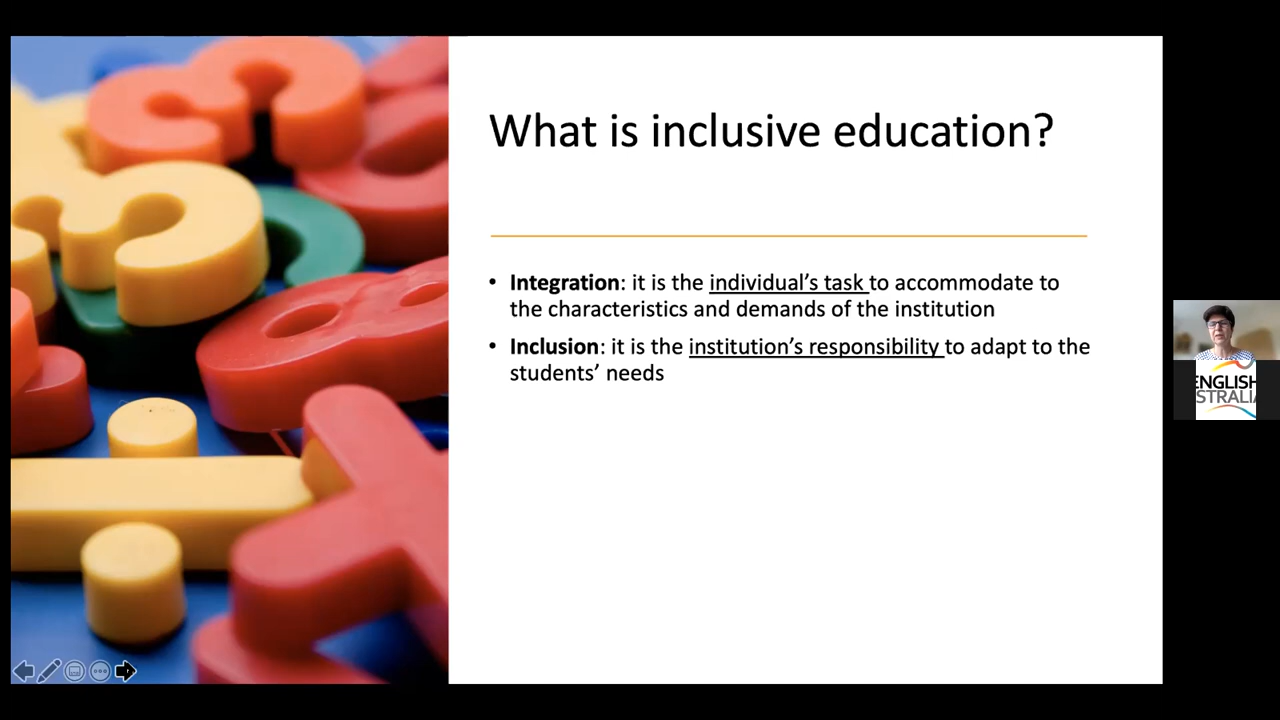 What is inclusive education?
• Integration: it is the individual’s task to accommodate to
the characteristics and demands of the institution
• Inclusion: it is the institution’s responsibility to adapt to the
students’ needs
ENGLISH
STRALIA